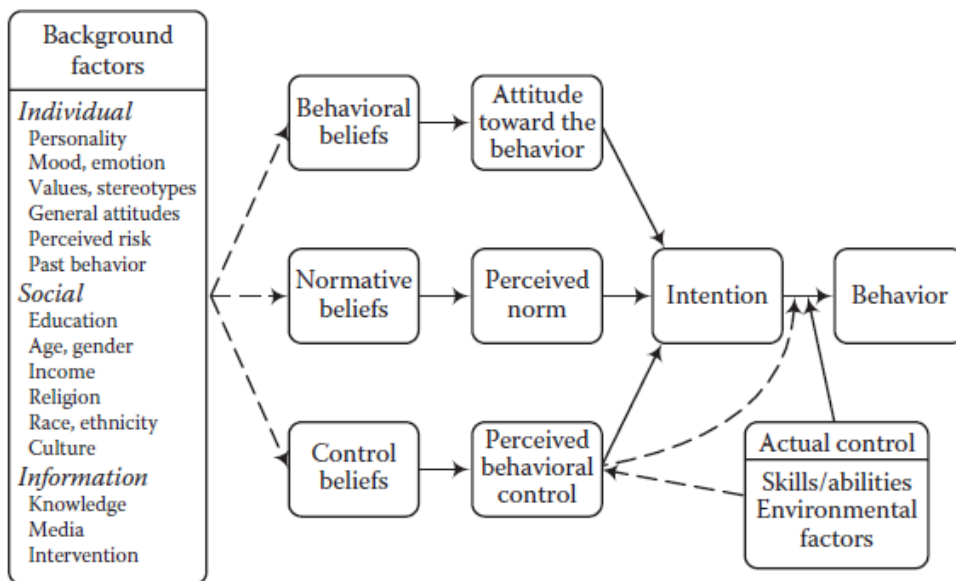 Background
factors
Individual
Personality
Mood, emotion
Values, stereotypes
General attitudes
Perceived risk
Past behavior
Social
Education
Age, gender
Income
Religion
Race, ethnicity
Culture
Information
Knowledge
Media
Intervention
Behavioral
beliefs
Attitude
toward the
behavior
Normative
beliefs
Perceived
norm
Intention
Behavior
Control
beliefs
Perceived
behavioral
control
Actual control
Skills/abilities
Environmental
factors